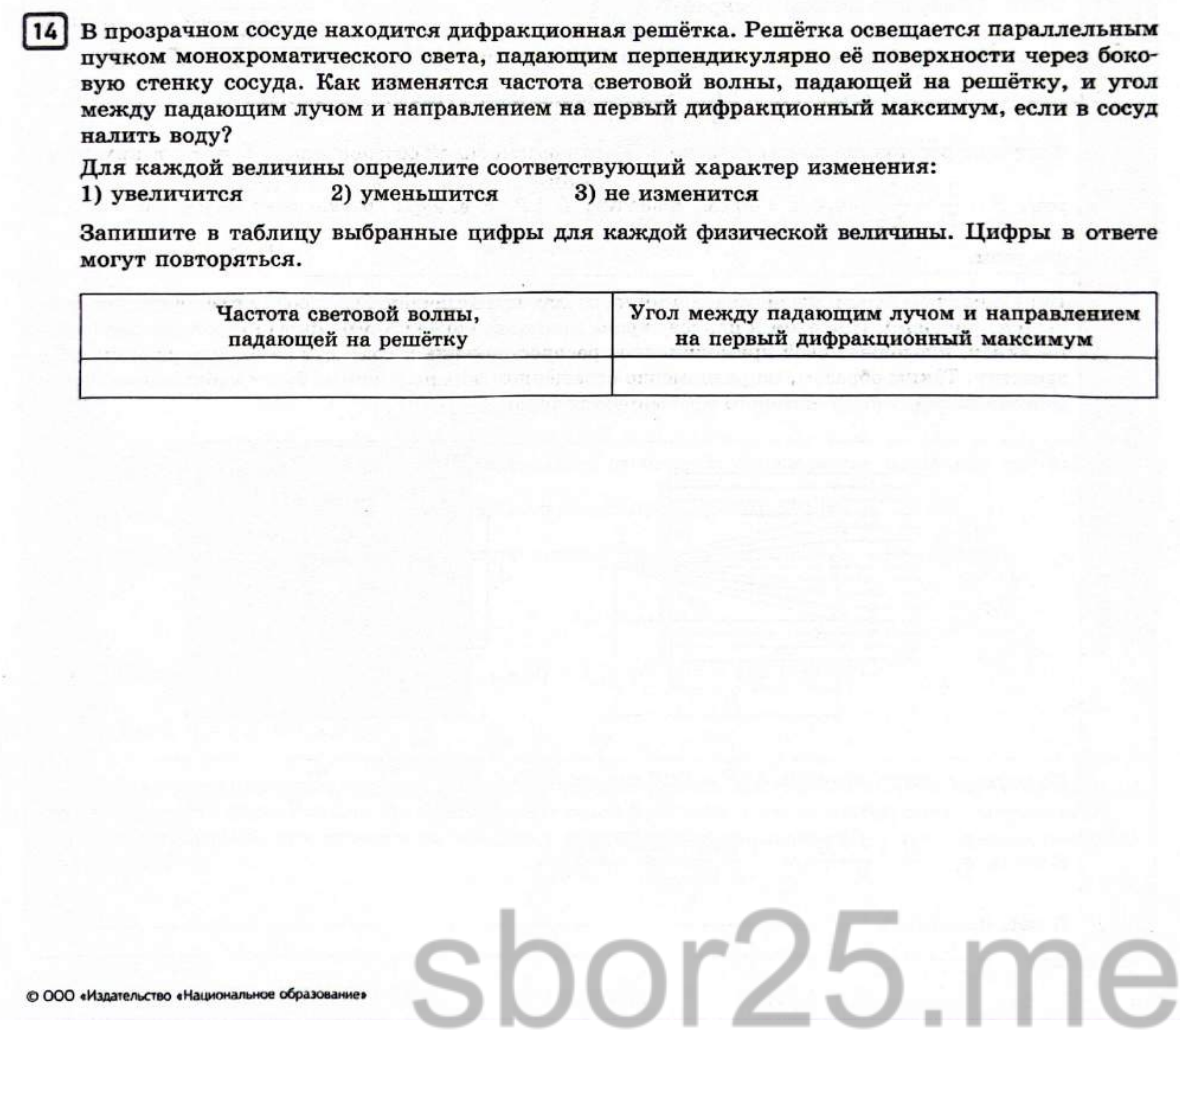 14 В прозрачном сосуде находится дифракционная решётка. Решётка освещается параллельным
пучком монохроматического света, падающим перпендикулярно её поверхности через боко-
вую стенку сосуда. Как изменятся частота световой волны, падающей на решётку, и угол
между падающим лучом и направлением на первый дифракционный максимум, если в сосуд
налить воду?
Для каждой величины определите соответствующий характер изменения:
1) увеличится 2) уменьшится 3) не изменится
Запишите в таблицу выбранные цифры для каждой физической величины. Цифры в ответе
могут повторяться.
Частота световой волны,
падающей на решётку
Угол между падающим лучом и направлением
на первый дифракционный максимум
© ООО «Издательство «Национальное образование»
sbor25.me